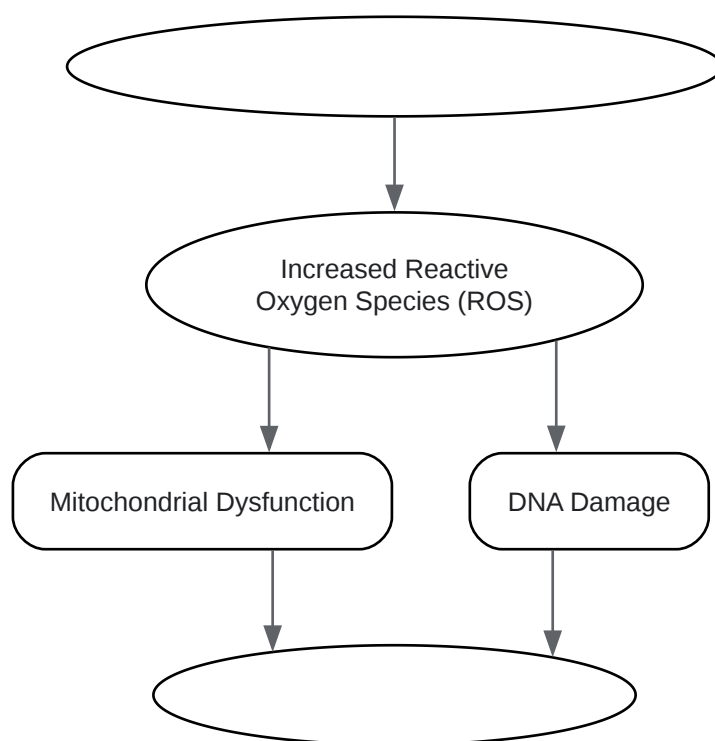 Increased Reactive
Oxygen Species (ROS)
Mitochondrial Dysfunction
DNA Damage